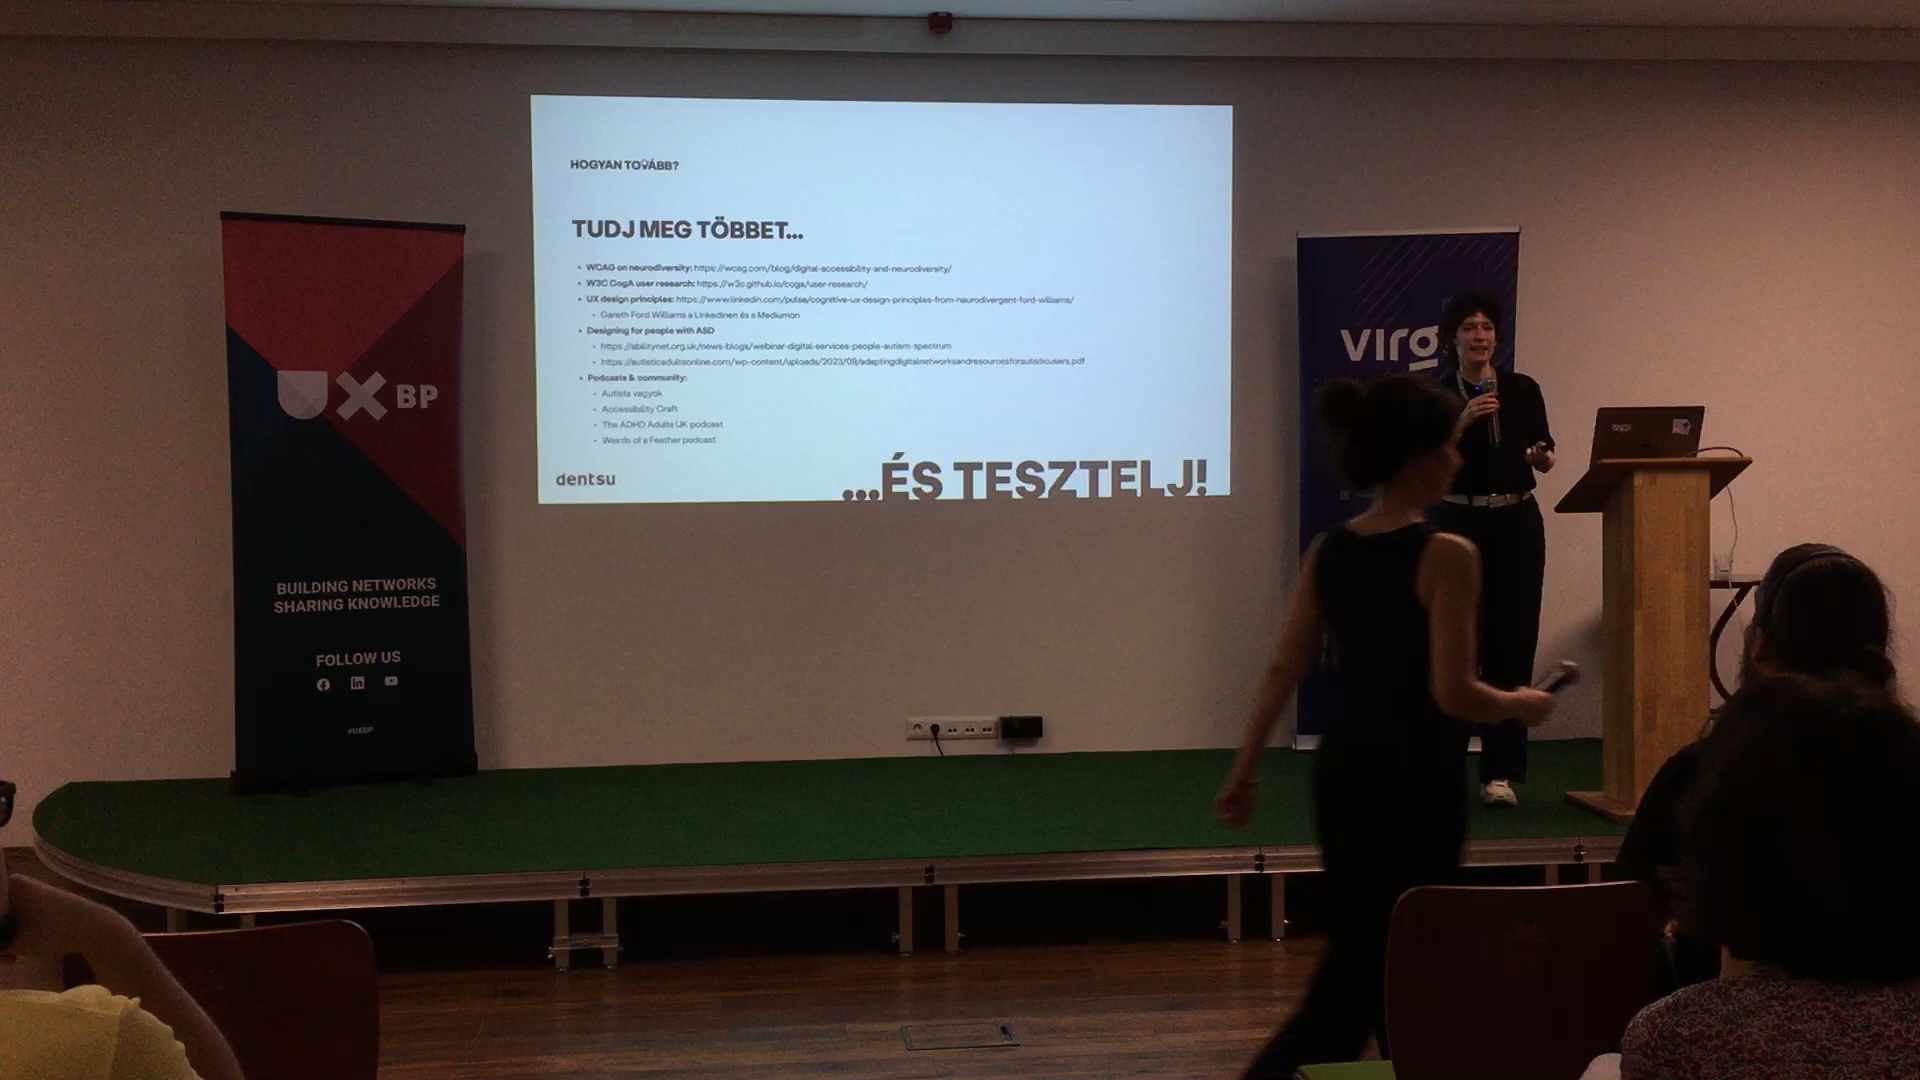 HOGYAN TOVÁBB?
TUDJ MEG TÖBBET...
• WCAG on neurodiversity: https://wcag.com/blog/digital-accessibility-and-neurodiversity/
• W3C CogA user research: https://w3c.github.io/coga/user-research/
• UX design principles: https://www.linkedin.com/pulse/cognitive-ux-design-principles-from-neurodivergent-ford-williams/
• Gareth Ford Williams a LinkedInen és a Mediumon
• Designing for people with ASD
• https://abilitynet.org.uk/news-blogs/webinar-digital-services-people-autism-spectrum
• https://autisticadultsonline.com/wp-content/uploads/2023/09/adaptingdigitalnetworksandresourcesforautisticusers.pdf
• Podcasts & community:
• Autista vagyok
• Accessibility Craft
• The ADHD Adults UK podcast
• Weirds of a Feather podcast
dentsu
...ÉS TESZTELJ!
UX BP
BUILDING NETWORKS
SHARING KNOWLEDGE
FOLLOW US
#UXBP
virg